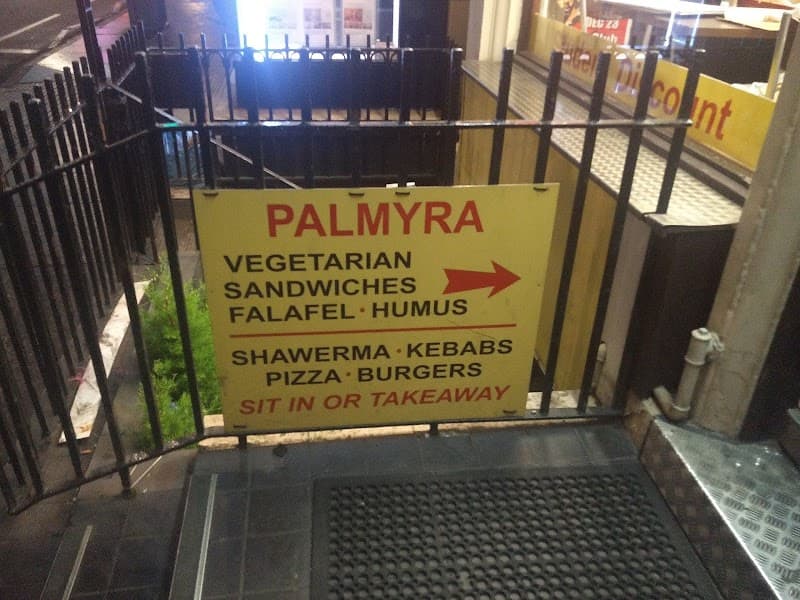 PALMYRA
VEGETARIAN
SANDWICHES
FALAFEL · HUMUS
SHAWERMA · KEBABS
PIZZA · BURGERS
SIT IN OR TAKEAWAY
Discount